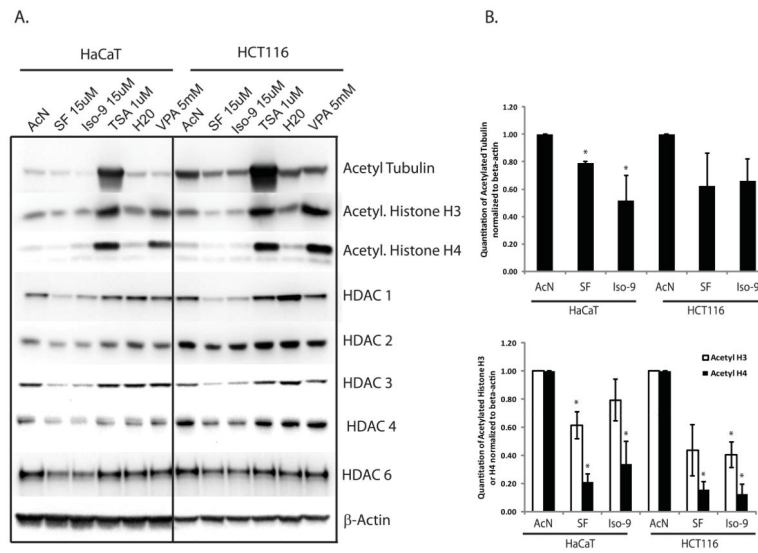 A.
HaCaT
HCT116
AcN
SF 15uM
Iso-9 15uM
TSA 1uM
H20
VPA 5mM
AcN
SF 15uM
Iso-9 15uM
TSA 1uM
H20
VPA 5mM
Acetyl Tubulin
Acetyl. Histone H3
Acetyl. Histone H4
HDAC 1
HDAC 2
HDAC 3
HDAC 4
HDAC 6
β-Actin
B.
Quantitation of Acetylated Tubulin
normalized to beta-actin
1.20
1.00
0.80
0.60
0.40
0.20
0.00
*
*
AcN SF Iso-9 AcN SF Iso-9
HaCaT HCT116
Quantitation of Acetylated Histone H3
or H4 normalized to beta-actin
1.20
1.00
0.80
0.60
0.40
0.20
0.00
Acetyl H3
Acetyl H4
* * * * * *
AcN SF Iso-9 AcN SF Iso-9
HaCaT HCT116